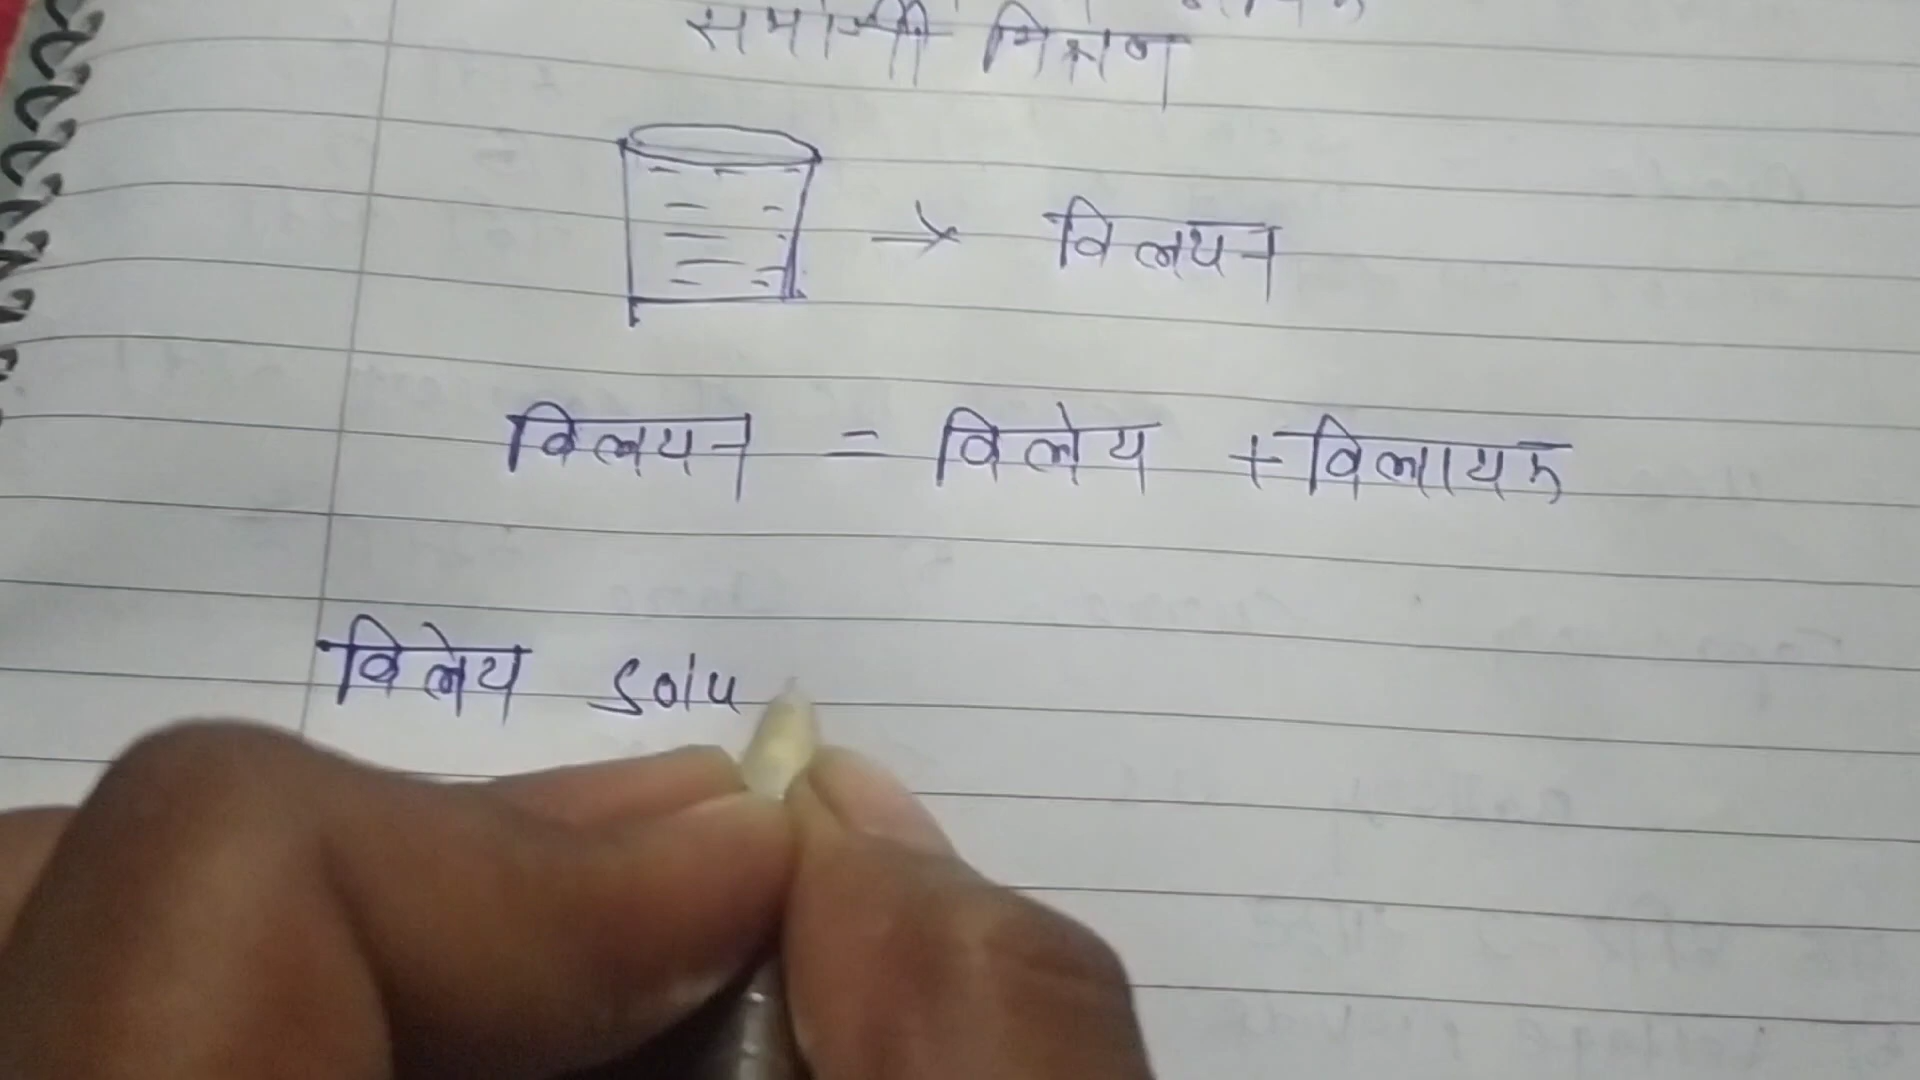 समांगी मिश्रण
→ विलयन
विलयन = विलेय + विलायक
विलेय Solu